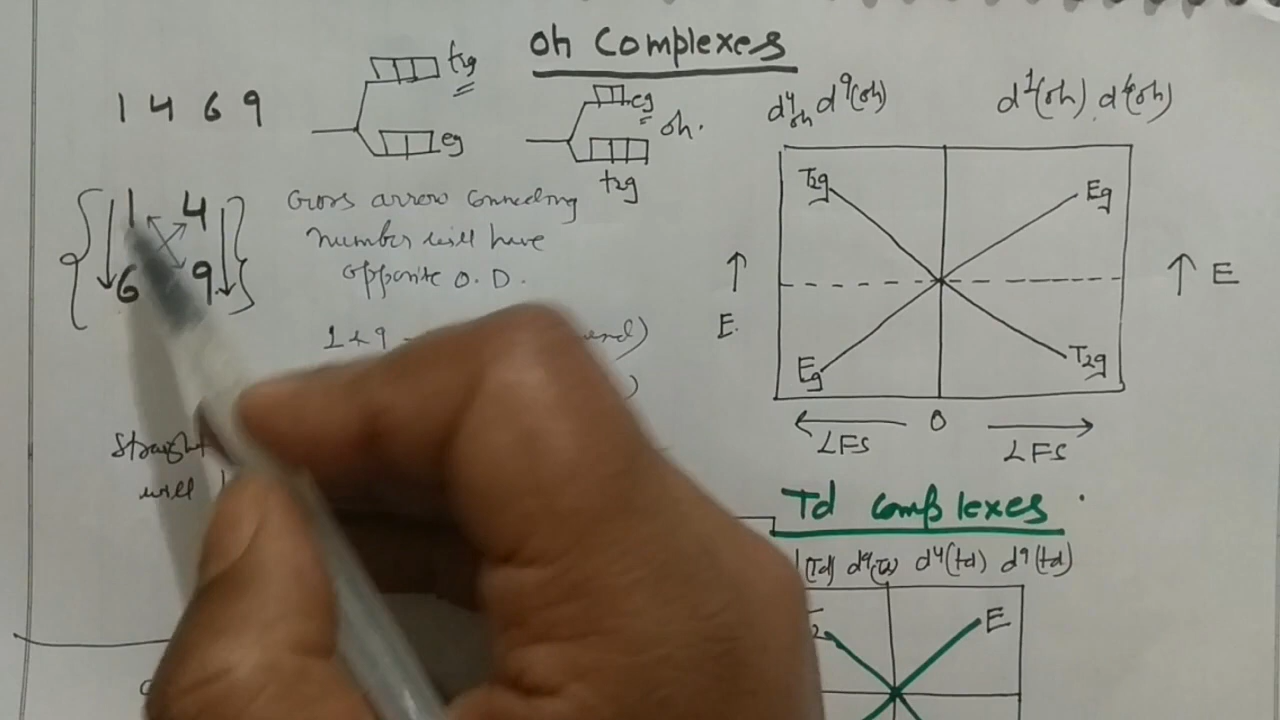 Oh Complexes
1 4 6 9
t2g
eg
eg
oh.
t2g
d4oh d9(oh)
d1(oh) d6(oh)
1 4
6 9
Cross arrow connecting
number will have
opposite O.D.
1 & 9
Straight
will
T2g
Eg
Eg
T2g
↑
E.
↑ E
0
LFS
LFS
Td complexes
d4(td) d9(td)
E